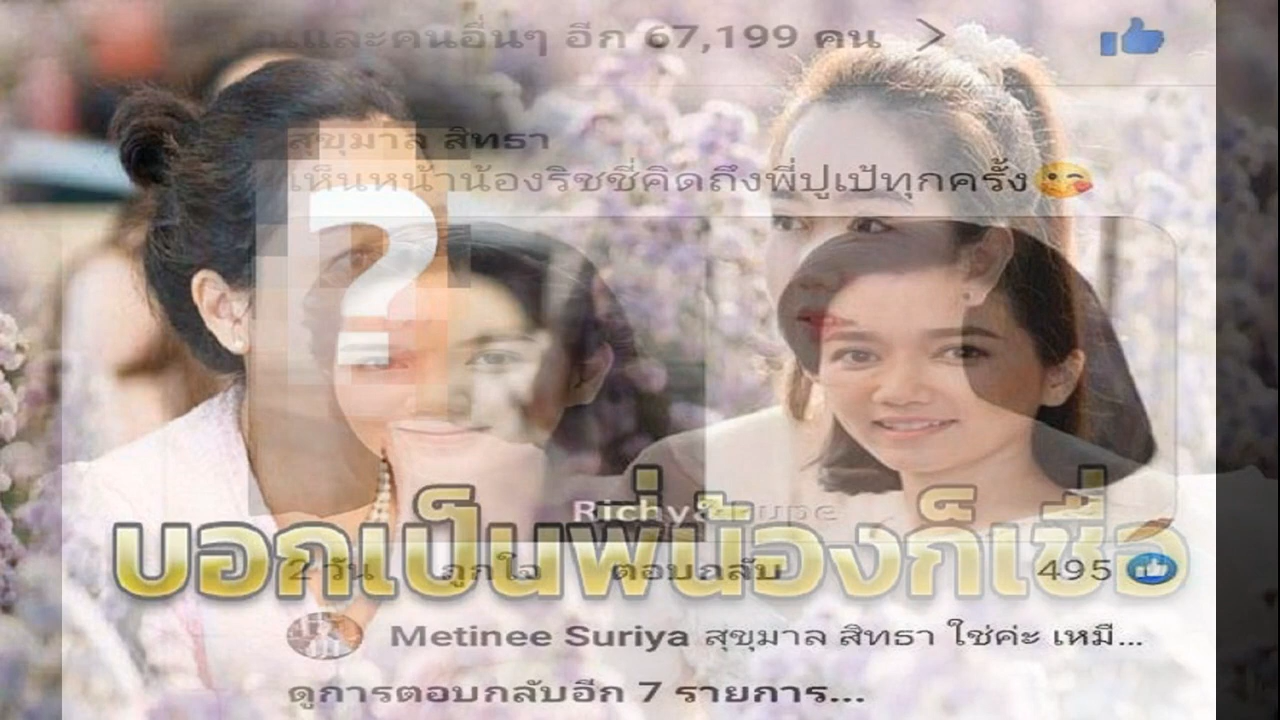 และคนอื่นๆ อีก 67,199 คน
สุขุมาล สิทธา
เห็นหน้าน้องริชชี่คิดถึงพี่ปูเป้ทุกครั้ง
?
Richy
บอกเป็นพี่น้องก็เชื่อ
2 วัน ถูกใจ ตอบกลับ 495
Metinee Suriya สุขุมาล สิทธา ใช่ค่ะ เหมื...
ดูการตอบกลับอีก 7 รายการ...